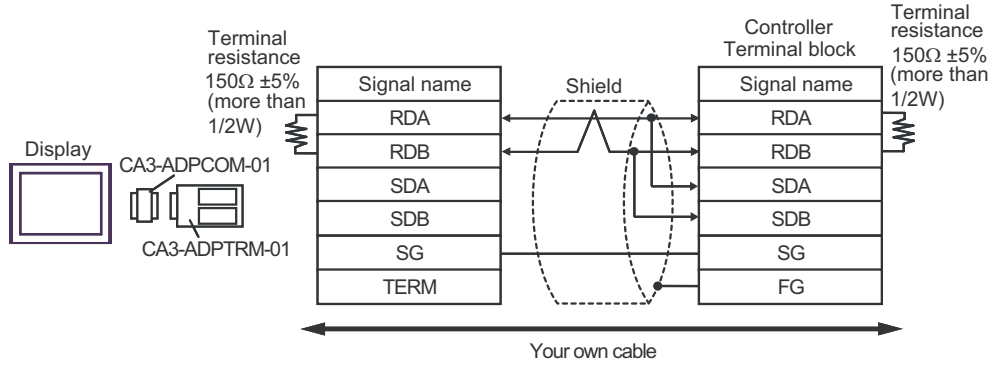 Terminal
resistance
150Ω ±5%
(more than
1/2W)
Display
CA3-ADPCOM-01
CA3-ADPTRM-01
Signal name
RDA
RDB
SDA
SDB
SG
TERM
Shield
Controller
Terminal block
Signal name
RDA
RDB
SDA
SDB
SG
FG
Terminal
resistance
150Ω ±5%
(more than
1/2W)
Your own cable